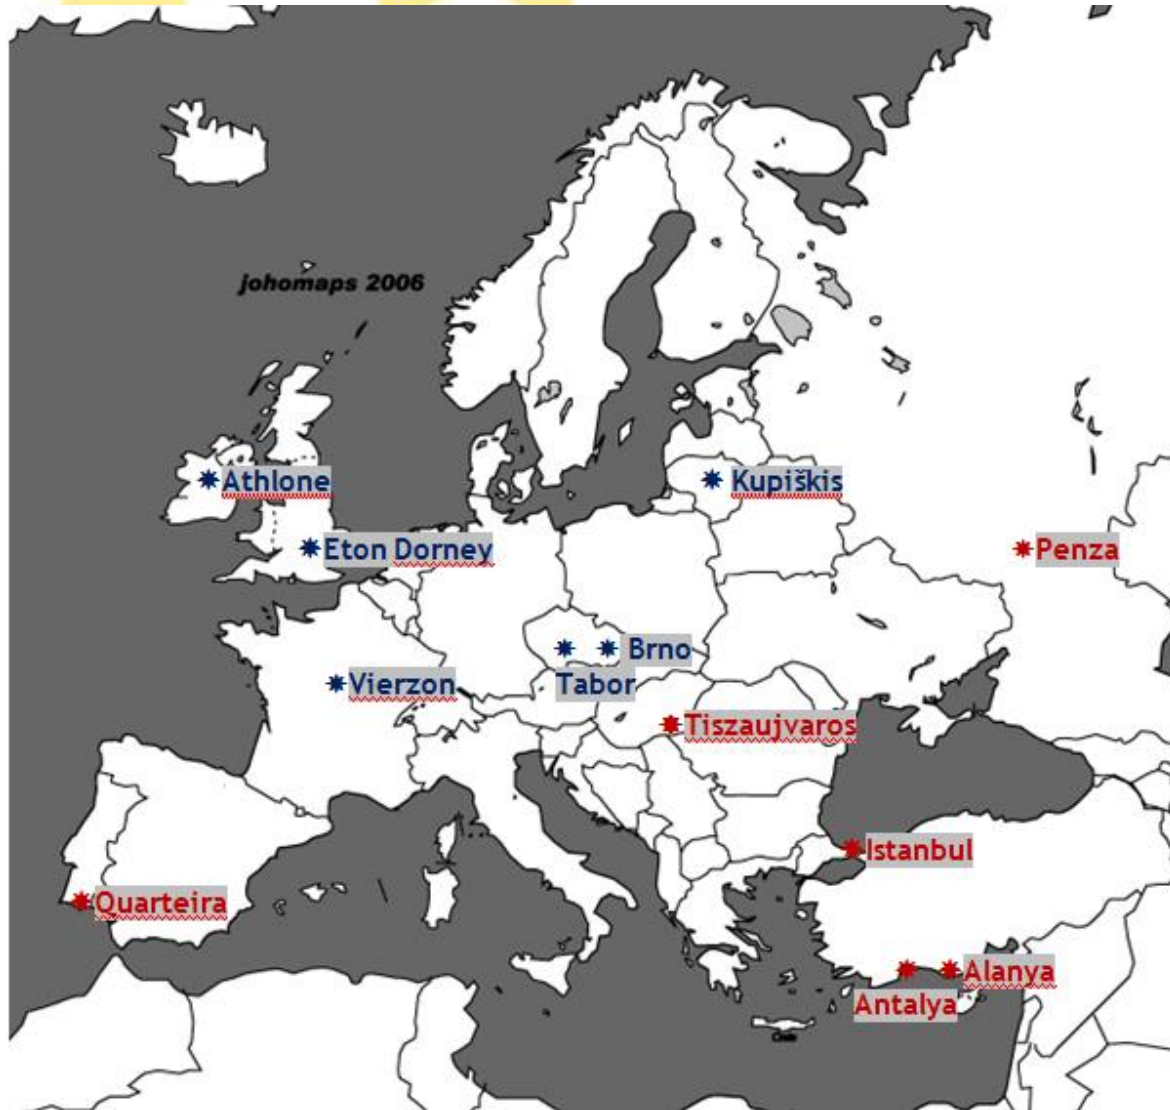 johomaps 2006
Athlone
Kupiškis
Eton Dorney
Penza
Brno
Tabor
Vierzon
Tiszaujvaros
Istanbul
Quarteira
Alanya
Antalya